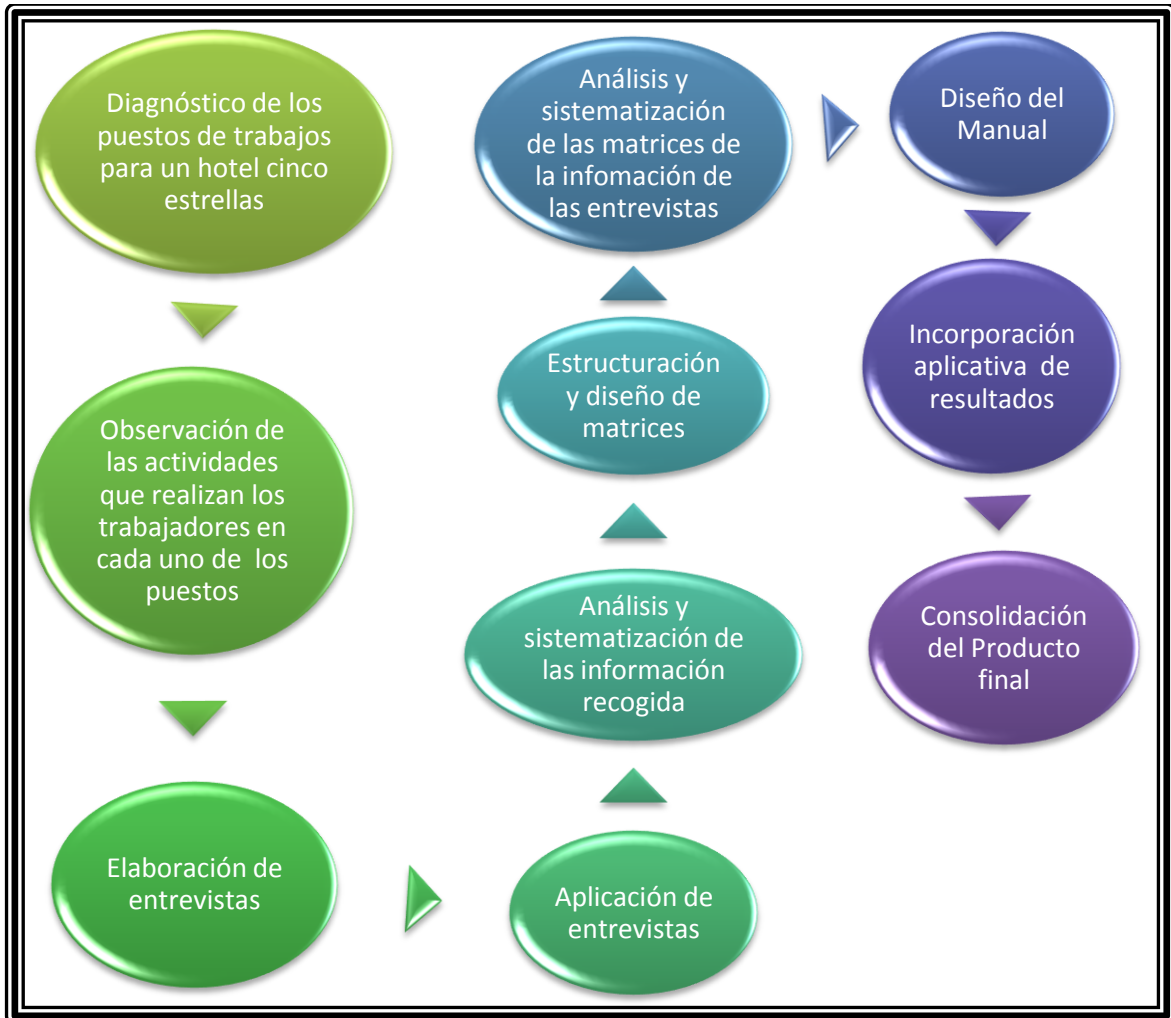 Diagnóstico de los
puestos de trabajos
para un hotel cinco
estrellas
Observación de
las actividades
que realizan los
trabajadores en
cada uno de los
puestos
Elaboración de
entrevistas
Aplicación de
entrevistas
Análisis y
sistematización de
las información
recogida
Estructuración
y diseño de
matrices
Análisis y
sistematización
de las matrices de
la infomación de
las entrevistas
Diseño del
Manual
Incorporación
aplicativa de
resultados
Consolidación
del Producto
final